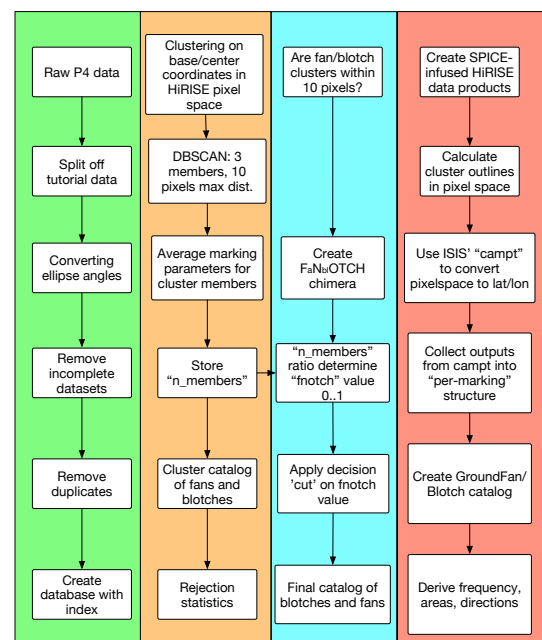 Raw P4 data
Split off
tutorial data
Converting
ellipse angles
Remove
incomplete
datasets
Remove
duplicates
Create
database with
index
Clustering on
base/center
coordinates in
HiRISE pixel
space
DBSCAN: 3
members, 10
pixels max dist.
Average marking
parameters for
cluster members
Store
“n_members”
Cluster catalog
of fans and
blotches
Rejection
statistics
Are fan/blotch
clusters within
10 pixels?
Create
FaNbiOTCH
chimera
“n_members”
ratio determine
“fnotch” value
0..1
Apply decision
'cut' on fnotch
value
Final catalog of
blotches and fans
Create SPICE-
infused HiRISE
data products
Calculate
cluster outlines
in pixel space
Use ISIS’ “campt”
to convert
pixelspace to lat/lon
Collect outputs
from campt into
“per-marking”
structure
Create GroundFan/
Blotch catalog
Derive frequency,
areas, directions